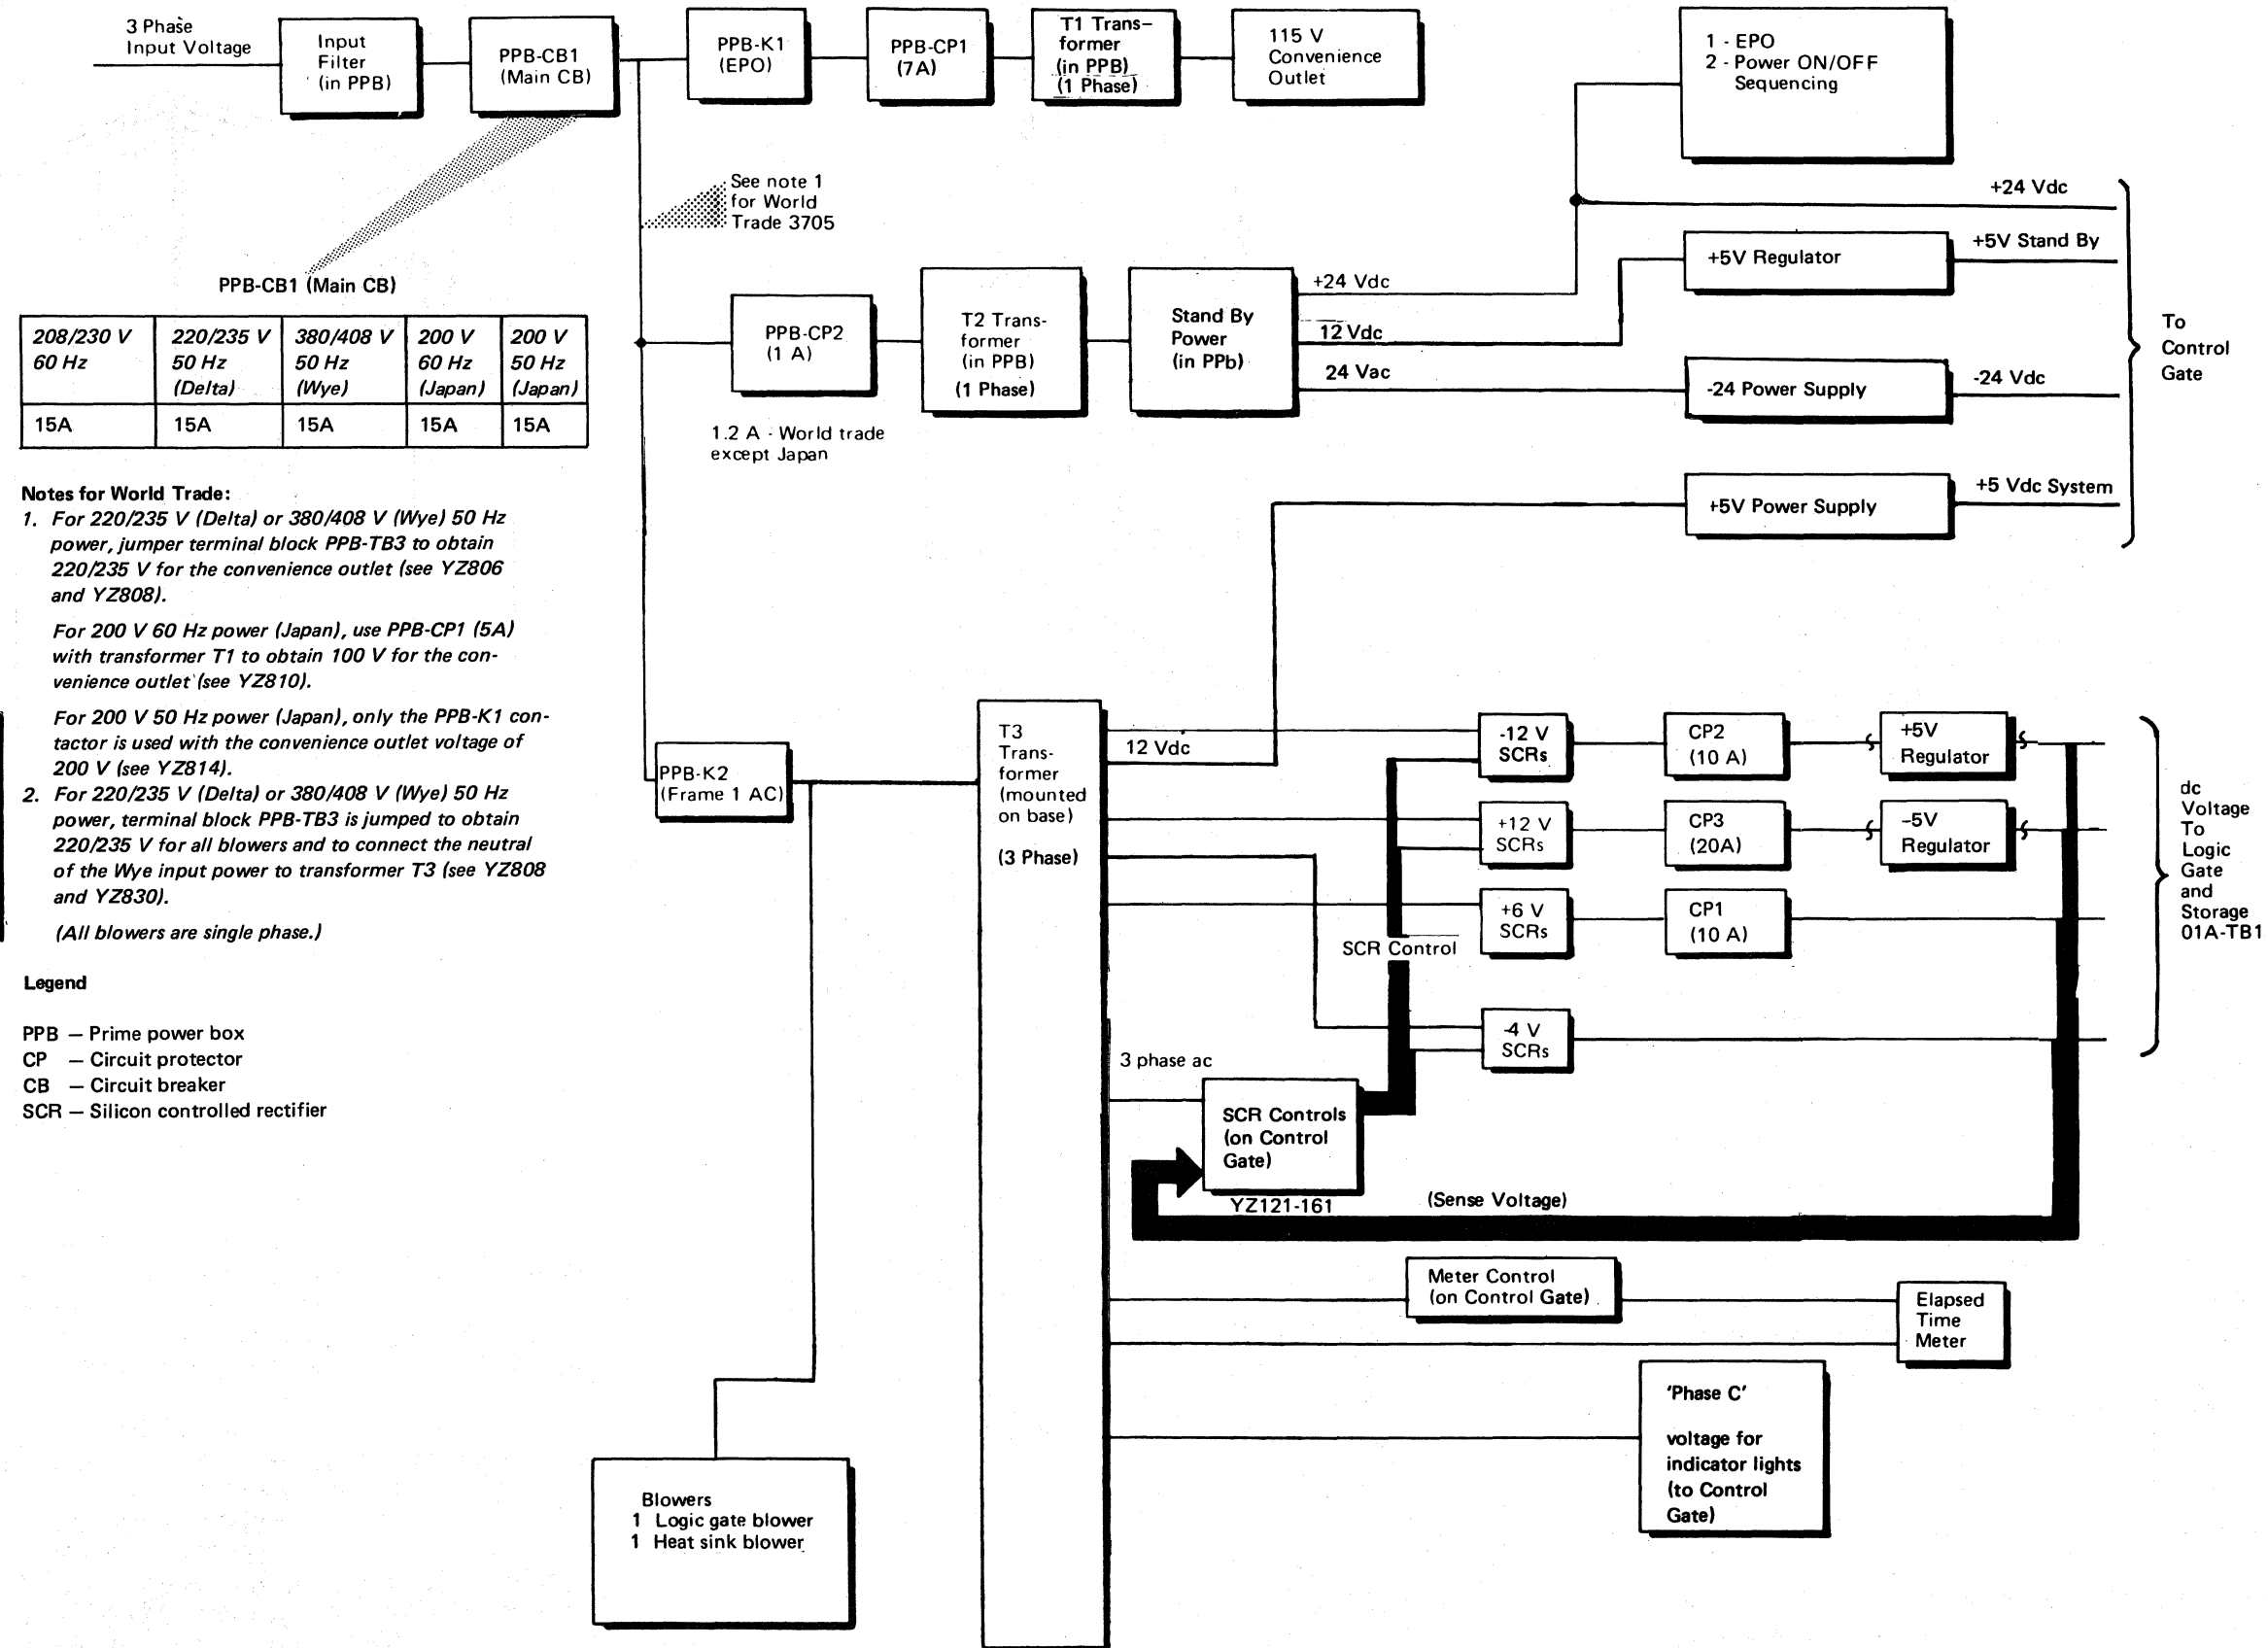 3 Phase
Input Voltage
Input
Filter
(in PPB)
PPB-CB1
(Main CB)
PPB-K1
(EPO)
PPB-CP1
(7A)
T1 Trans-
former
(in PPB)
(1 Phase)
115 V
Convenience
Outlet
1 - EPO
2 - Power ON/OFF
Sequencing
See note 1
for World
Trade 3705
+24 Vdc
+5V Regulator
+5V Stand By
PPB-CB1 (Main CB)
208/230 V
60 Hz
220/235 V
50 Hz
(Delta)
380/408 V
50 Hz
(Wye)
200 V
60 Hz
(Japan)
200 V
50 Hz
(Japan)
15A
15A
15A
15A
15A
PPB-CP2
(1 A)
T2 Trans-
former
(in PPB)
(1 Phase)
Stand By
Power
(in PPb)
+24 Vdc
12 Vdc
24 Vac
-24 Power Supply
-24 Vdc
To
Control
Gate
1.2 A - World trade
except Japan
+5V Power Supply
+5 Vdc System
Notes for World Trade:
1. For 220/235 V (Delta) or 380/408 V (Wye) 50 Hz
power, jumper terminal block PPB-TB3 to obtain
220/235 V for the convenience outlet (see YZ806
and YZ808).
For 200 V 60 Hz power (Japan), use PPB-CP1 (5A)
with transformer T1 to obtain 100 V for the con-
venience outlet (see YZ810).
For 200 V 50 Hz power (Japan), only the PPB-K1 con-
tactor is used with the convenience outlet voltage of
200 V (see YZ814).
2. For 220/235 V (Delta) or 380/408 V (Wye) 50 Hz
power, terminal block PPB-TB3 is jumped to obtain
220/235 V for all blowers and to connect the neutral
of the Wye input power to transformer T3 (see YZ808
and YZ830).
(All blowers are single phase.)
Legend
PPB — Prime power box
CP — Circuit protector
CB — Circuit breaker
SCR — Silicon controlled rectifier
PPB-K2
(Frame 1 AC)
T3
Trans-
former
(mounted
on base)
(3 Phase)
12 Vdc
-12 V
SCRs
CP2
(10 A)
+5V
Regulator
+12 V
SCRs
CP3
(20A)
-5V
Regulator
+6 V
SCRs
CP1
(10 A)
SCR Control
-4 V
SCRs
dc
Voltage
To
Logic
Gate
and
Storage
01A-TB1
3 phase ac
SCR Controls
(on Control
Gate)
YZ121-161
(Sense Voltage)
Meter Control
(on Control Gate)
Elapsed
Time
Meter
'Phase C'
voltage for
indicator lights
(to Control
Gate)
Blowers
1 Logic gate blower
1 Heat sink blower